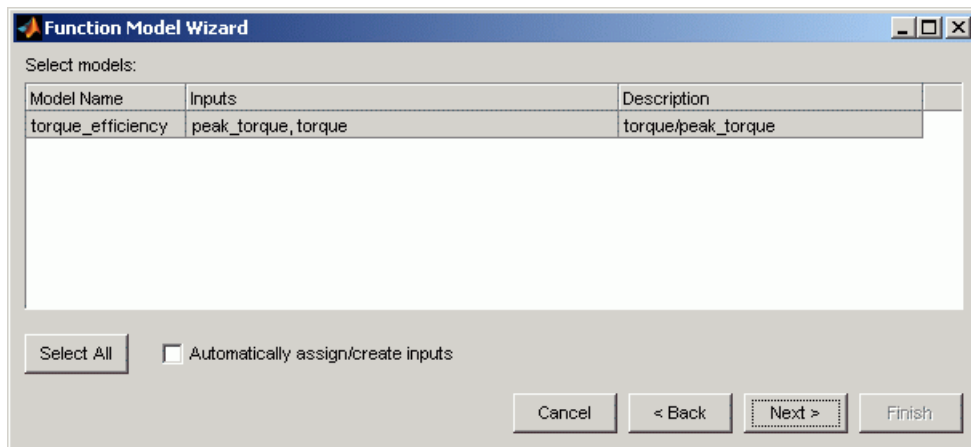 Function Model Wizard
Select models:
Model Name Inputs Description
torque_efficiency peak_torque, torque torque/peak_torque
Select All Automatically assign/create inputs
Cancel < Back Next > Finish